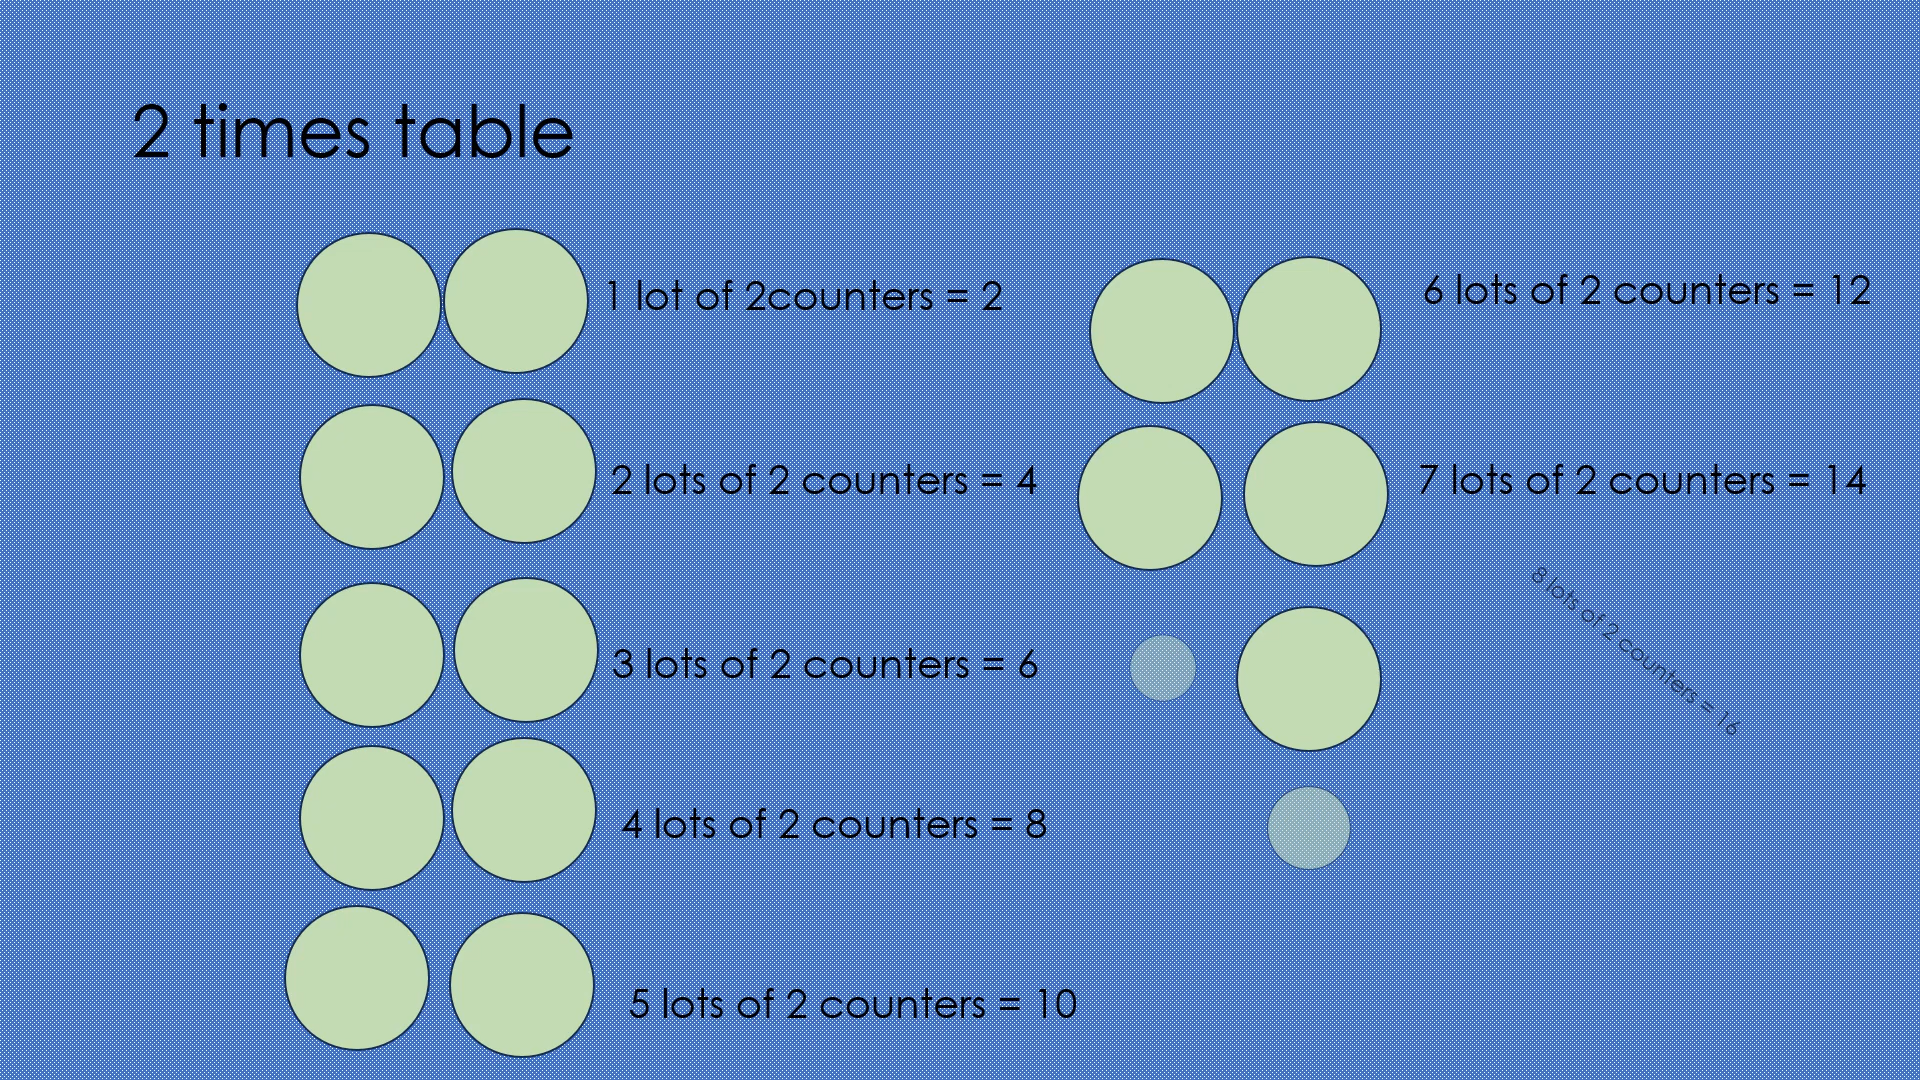 2 times table
1 lot of 2counters = 2
2 lots of 2 counters = 4
3 lots of 2 counters = 6
4 lots of 2 counters = 8
5 lots of 2 counters = 10
6 lots of 2 counters = 12
7 lots of 2 counters = 14
8 lots of 2 counters = 16